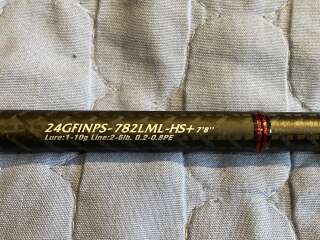 24GFINPS-782LML-HS+ 7'8"
Lure:1-10g Line:2-6lb. 0.2-0.8PE